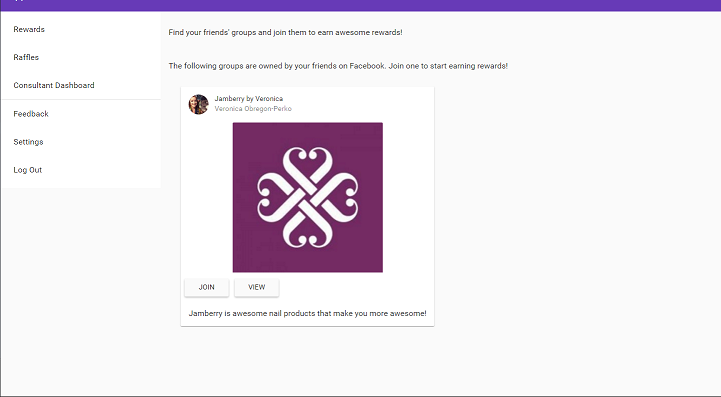 Rewards
Raffles
Consultant Dashboard
Feedback
Settings
Log Out
Find your friends' groups and join them to earn awesome rewards!
The following groups are owned by your friends on Facebook. Join one to start earning rewards!
Jamberry by Veronica
Veronica Obregon-Perko
JOIN
VIEW
Jamberry is awesome nail products that make you more awesome!